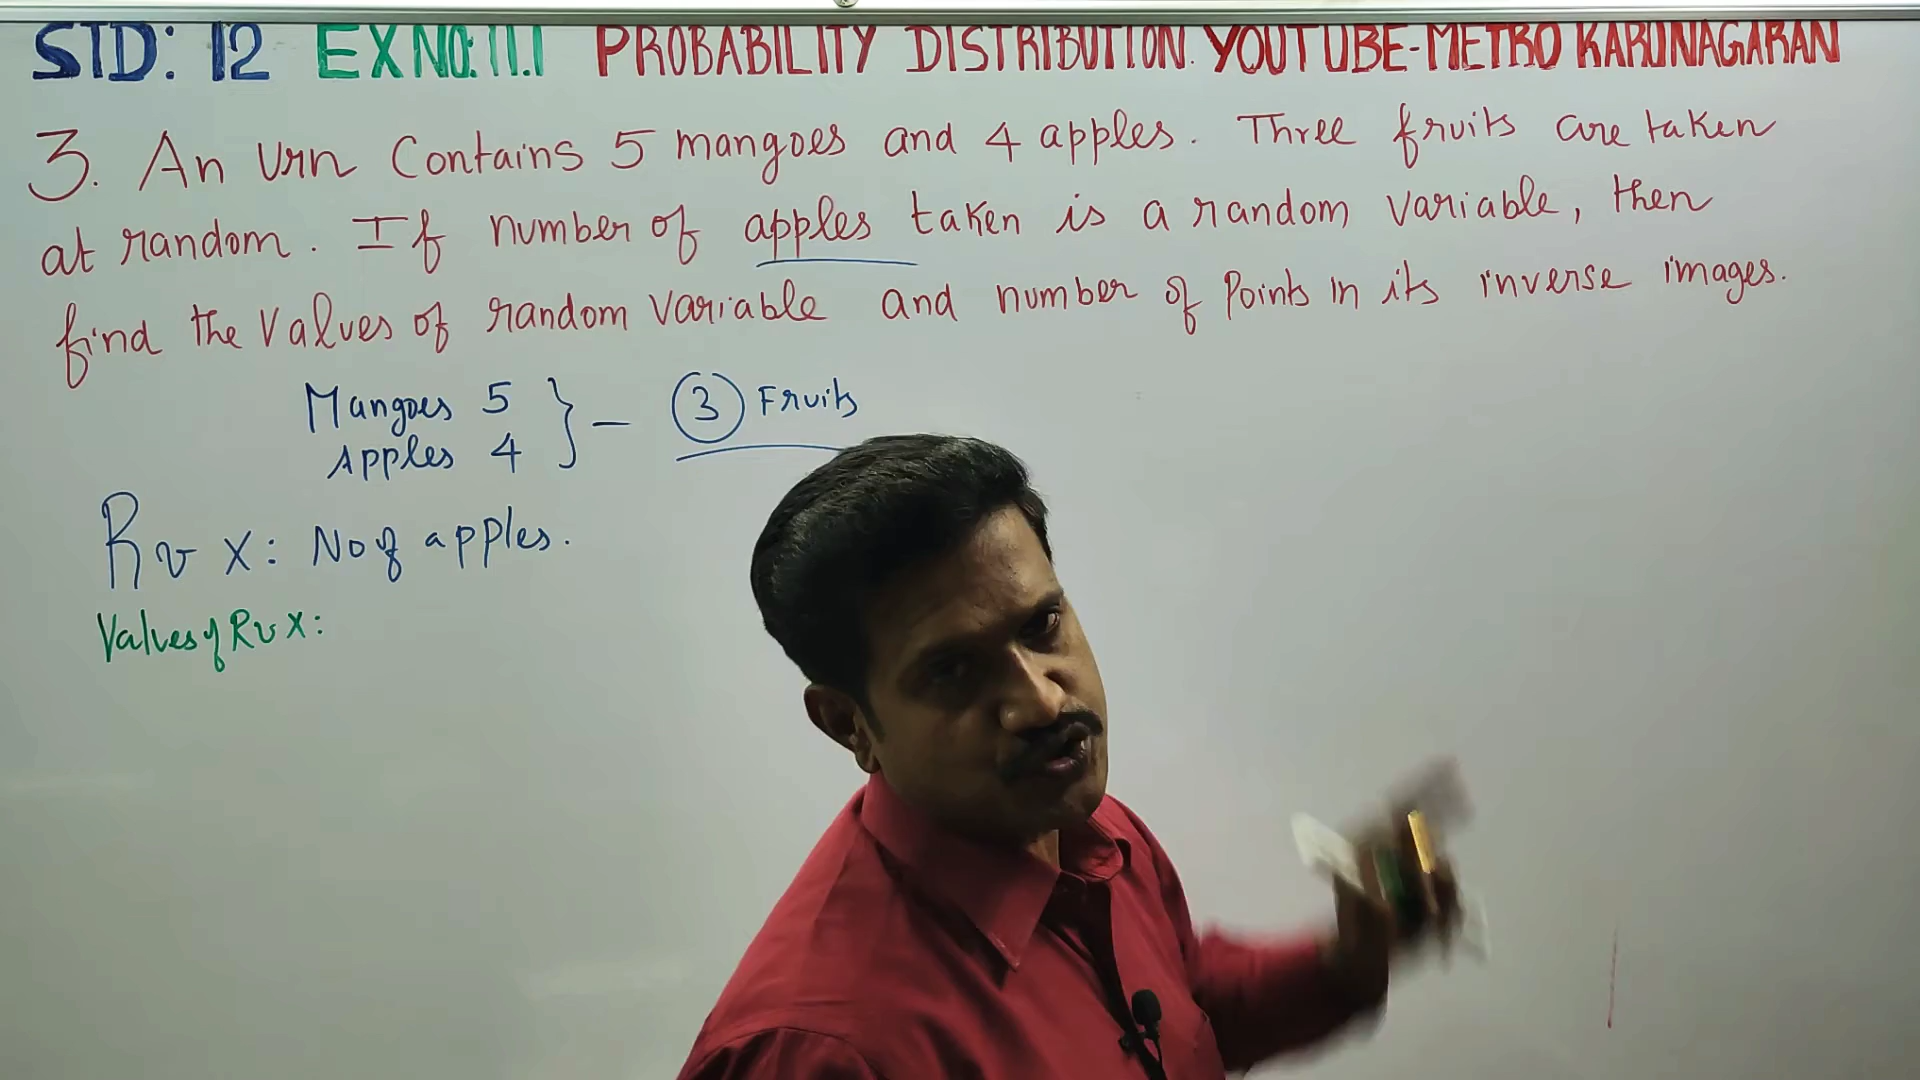 STD: 12 EX NO: 11.1 PROBABILITY DISTRIBUTION. YOUTUBE-METRO KARUNAGARAN
3. An Urn Contains 5 mangoes and 4 apples. Three fruits are taken
at random. If number of apples taken is a random variable, then
find the Values of random variable and number of Points in its inverse images.
Mangoes 5 } — 3 Fruits
Apples 4
Rv X: No of apples.
Values of Rv X: